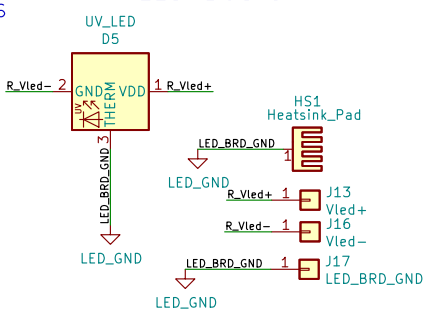 S
UV_LED
D5
R_Vled-
2
GND
VDD
1
R_Vled+
UV
THERM
3
LED_BRD_GND
LED_GND
HS1
Heatsink_Pad
LED_BRD_GND
1
LED_GND
R_Vled+
1
J13
Vled+
R_Vled-
1
J16
Vled-
LED_BRD_GND
1
J17
LED_BRD_GND
LED_GND